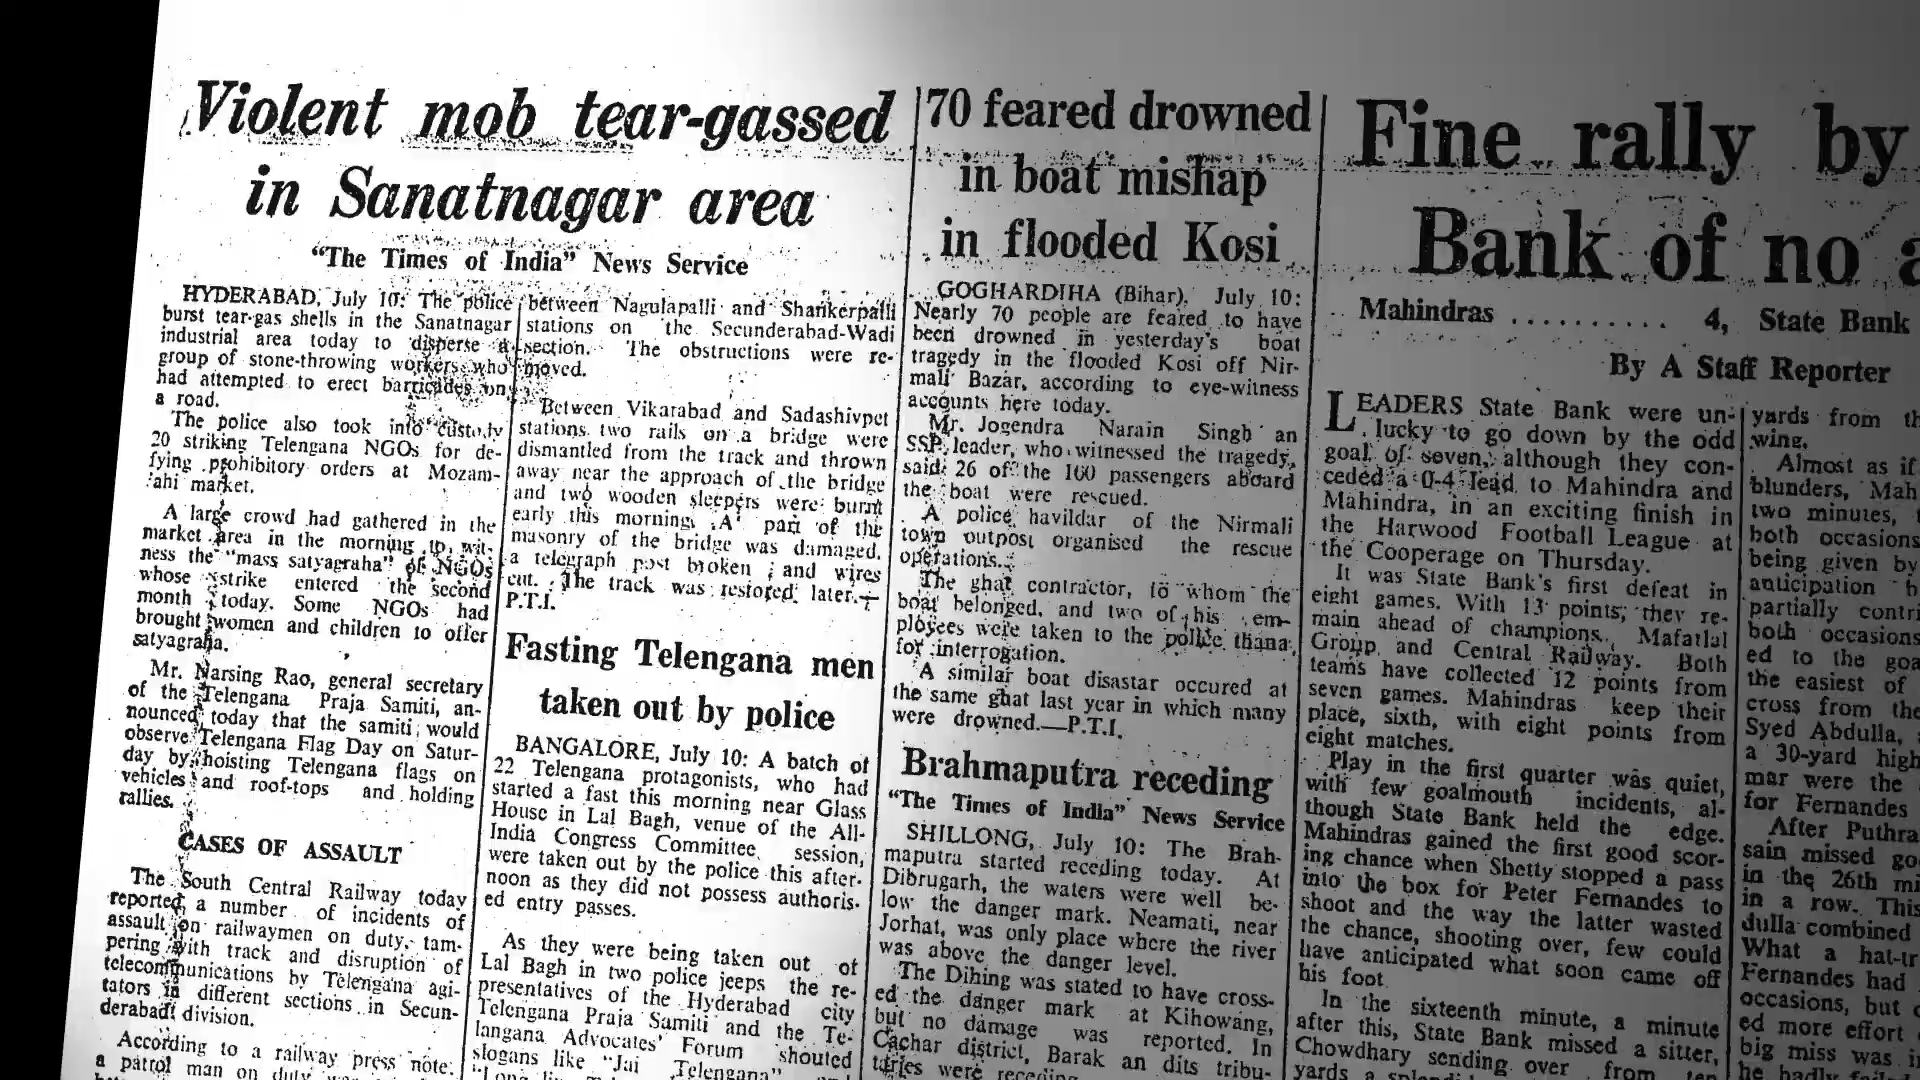 Violent mob tear-gassed
in Sanatnagar area
"The Times of India" News Service
HYDERABAD, July 10: The police
burst tear-gas shells in the Sanatnagar
industrial area today to disperse a
group of stone-throwing workers who
had attempted to erect barricades on
a road.
The police also took into custody
20 striking Telengana NGOs for de-
fying prohibitory orders at Mozam-
jahi market.
A large crowd had gathered in the
market area in the morning to wit-
ness the "mass satyagraha" of NGOs
whose strike entered the second
month today. Some NGOs had
brought women and children to offer
satyagraha.
Mr. Narsing Rao, general secretary
of the Telengana Praja Samiti, an-
nounced today that the samiti would
observe Telengana Flag Day on Satur-
day by hoisting Telengana flags on
vehicles and roof-tops and holding
rallies.
CASES OF ASSAULT
The South Central Railway today
reported a number of incidents of
assault on railwaymen on duty, tam-
pering with track and disruption of
telecommunications by Telengana agi-
tators in different sections in Secun-
derabad division.
According to a railway press note:
a patrol man on duty
between Nagulapalli and Shankerpalli
stations on the Secunderabad-Wadi
section. The obstructions were re-
moved.
Between Vikarabad and Sadashivpet
stations two rails on a bridge were
dismantled from the track and thrown
away near the approach of the bridge
and two wooden sleepers were burnt
early this morning. A part of the
masonry of the bridge was damaged,
a telegraph post broken and wires
cut. The track was restored later.—
P.T.I.
Fasting Telengana men
taken out by police
BANGALORE, July 10: A batch of
22 Telengana protagonists, who had
started a fast this morning near Glass
House in Lal Bagh, venue of the All-
India Congress Committee session,
were taken out by the police this after-
noon as they did not possess authoris-
ed entry passes.
As they were being taken out of
Lal Bagh in two police jeeps the re-
presentatives of the Hyderabad city
Telengana Praja Samiti and the Te-
langana Advocates' Forum shouted
slogans like "Jai Telengana"
70 feared drowned
in boat mishap
in flooded Kosi
GOGHARDIHA (Bihar), July 10:
Nearly 70 people are feared to have
been drowned in yesterday's boat
tragedy in the flooded Kosi off Nir-
mali Bazar, according to eye-witness
accounts here today.
Mr. Jogendra Narain Singh an
SSP leader, who witnessed the tragedy,
said 26 of the 100 passengers aboard
the boat were rescued.
A police havildar of the Nirmali
town outpost organised the rescue
operations.
The ghat contractor, to whom the
boat belonged, and two of his em-
ployees were taken to the police thana
for interrogation.
A similar boat disastar occured at
the same ghat last year in which many
were drowned.—P.T.I.
Brahmaputra receding
"The Times of India" News Service
SHILLONG, July 10: The Brah-
maputra started receding today. At
Dibrugarh, the waters were well be-
low the danger mark. Neamati, near
Jorhat, was only place where the river
was above the danger level.
The Dihing was stated to have cross-
ed the danger mark at Kihowang,
but no damage was reported. In
Cachar district, Barak an dits tribu-
taries were receding
Fine rally by
Bank of no a
Mahindras .......... 4, State Bank
By A Staff Reporter
LEADERS State Bank were un-
lucky to go down by the odd
goal of seven, although they con-
ceded a 0-4 lead to Mahindra and
Mahindra, in an exciting finish in
the Harwood Football League at
the Cooperage on Thursday.
It was State Bank's first defeat in
eight games. With 13 points, they re-
main ahead of champions, Mafatlal
Group and Central Railway. Both
teams have collected 12 points from
seven games. Mahindras keep their
place, sixth, with eight points from
eight matches.
Play in the first quarter was quiet,
with few goalmouth incidents, al-
though State Bank held the edge.
Mahindras gained the first good scor-
ing chance when Shetty stopped a pass
into the box for Peter Fernandes to
shoot and the way the latter wasted
the chance, shooting over, few could
have anticipated what soon came off
his foot.
In the sixteenth minute, a minute
after this, State Bank missed a sitter,
Chowdhary sending over from ten
yards a splendid
yards from th
wing.
Almost as if
blunders, Mah
two minutes,
both occasions
being given by
anticipation
partially contri
both occasions
ed to the goa
the easiest of
cross from the
Syed Abdulla,
a 30-yard high
mar were the
for Fernandes
After Puthra
sain missed go
in the 26th mi
in a row. This
dulla combined
What a hat-tr
Fernandes had
occasions, but
ed more effort
big miss was i
he badly